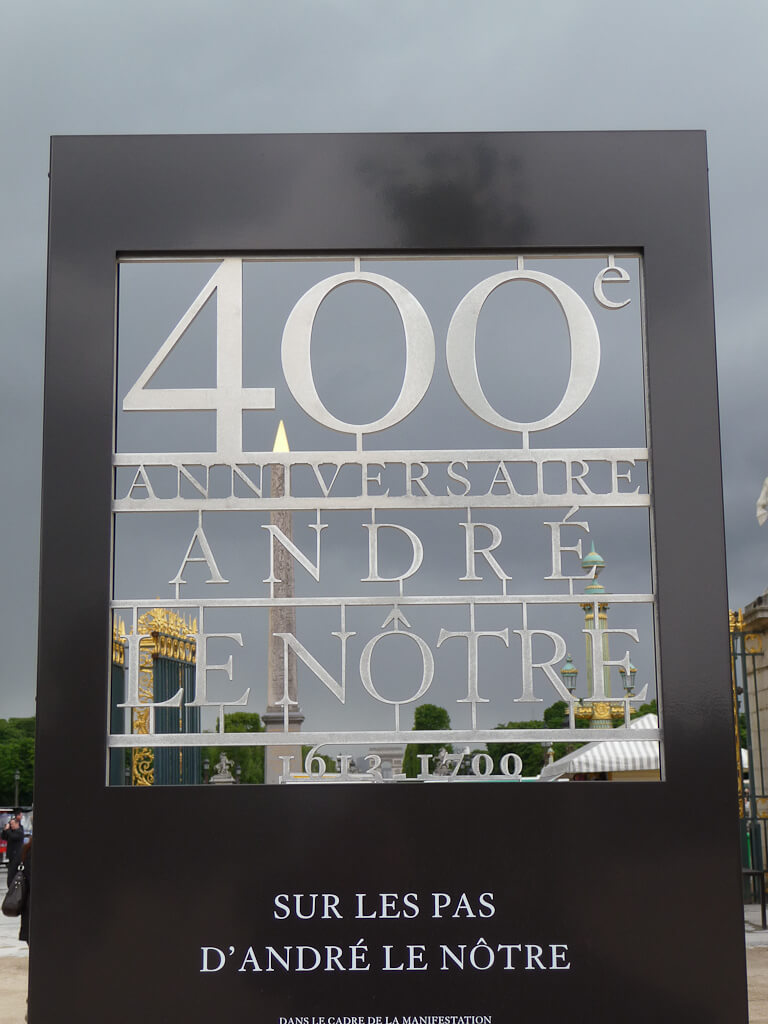 400e
ANNIVERSAIRE
ANDRÉ
LE NÔTRE
1613-1700
SUR LES PAS
D'ANDRÉ LE NÔTRE
DANS LE CADRE DE LA MANIFESTATION